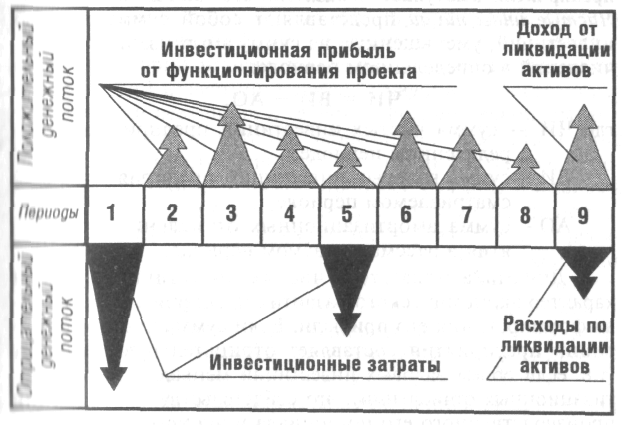 Положительный
денежный
поток
Инвестиционная прибыль
от функционирования проекта
Доход от
ликвидации
активов
Периоды
1 2 3 4 5 6 7 8 9
Отрицательный
денежный
поток
Инвестиционные затраты
Расходы по
ликвидации
активов